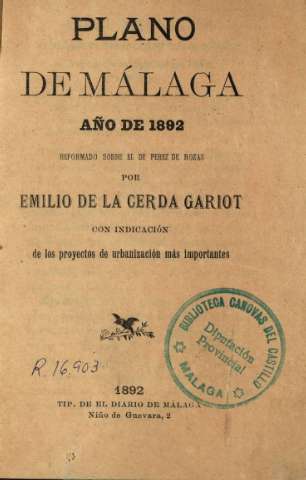 PLANO
DE MÁLAGA
AÑO DE 1892
REFORMADO SOBRE EL DE PEREZ DE ROZAS
POR
EMILIO DE LA CERDA GARIOT
CON INDICACIÓN
de los proyectos de urbanización más importantes
BIBLIOTECA CANOVAS DEL CASTILLO
Diputación
Provincial
MALAGA
R. 16.903
1892
TIP. DE EL DIARIO DE MÁLAGA
Niño de Guevara, 2